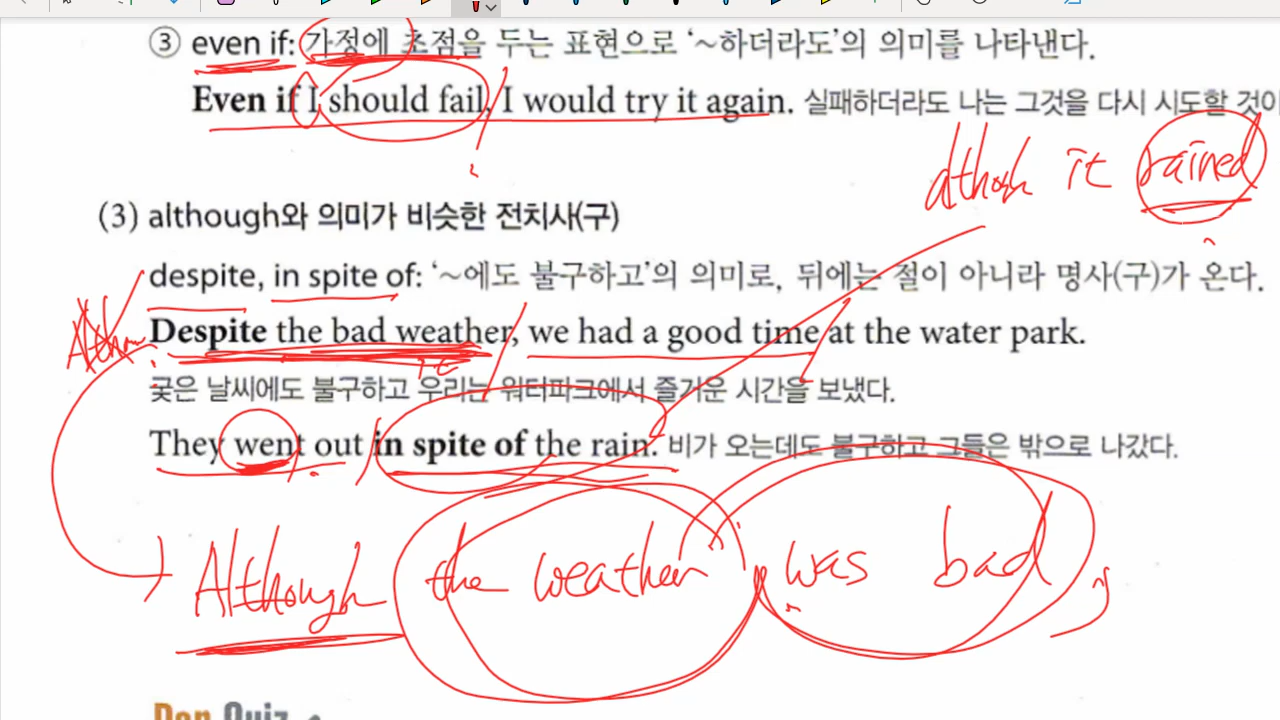 ③ even if: 가정에 초점을 두는 표현으로 '~하더라도'의 의미를 나타낸다.
Even if I should fail, I would try it again. 실패하더라도 나는 그것을 다시 시도할 것이
it rained
(3) although와 의미가 비슷한 전치사(구)
despite, in spite of: '~에도 불구하고'의 의미로, 뒤에는 절이 아니라 명사(구)가 온다.
Despite the bad weather, we had a good time at the water park.
궂은 날씨에도 불구하고 우리는 워터파크에서 즐거운 시간을 보냈다.
They went out in spite of the rain. 비가 오는데도 불구하고 그들은 밖으로 나갔다.
Although the weather was bad,